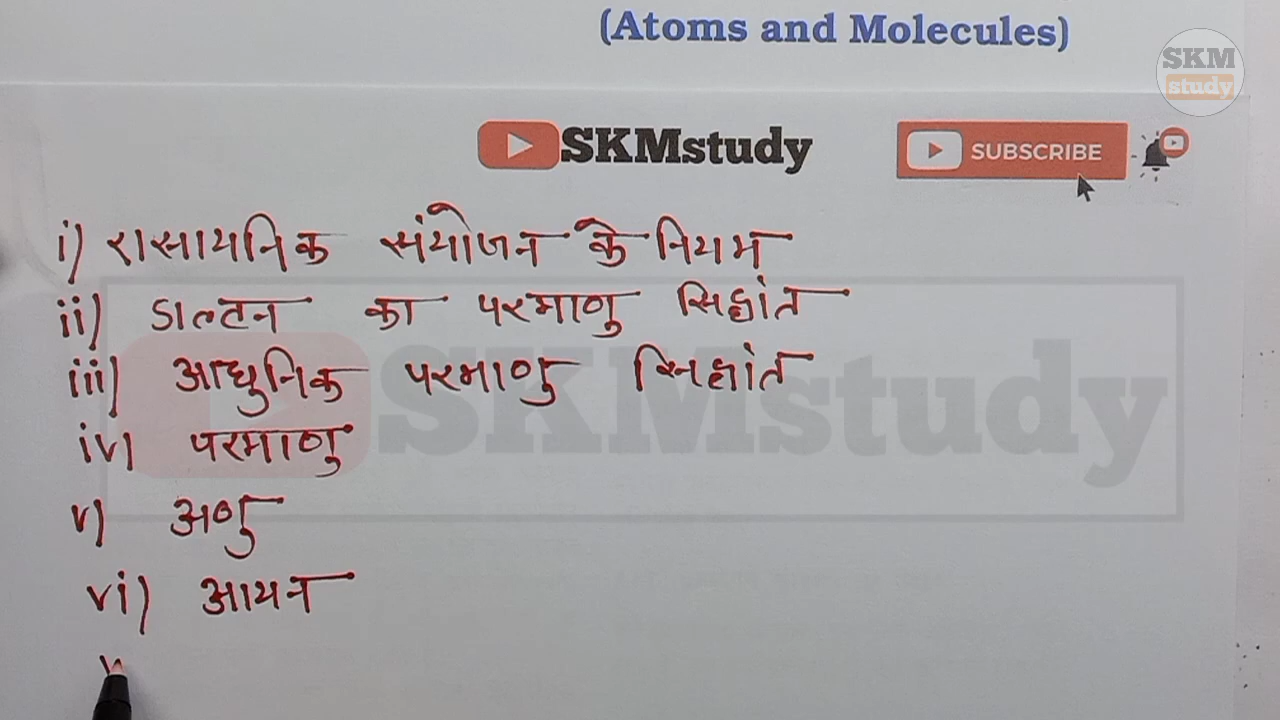 (Atoms and Molecules)
SKM
study
SKMstudy
SUBSCRIBE
i) रासायनिक संयोजन के नियम
ii) डाल्टन का परमाणु सिद्धांत
iii) आधुनिक परमाणु सिद्धांत
SKMstudy
iv) परमाणु
v) अणु
vi) आयन
v